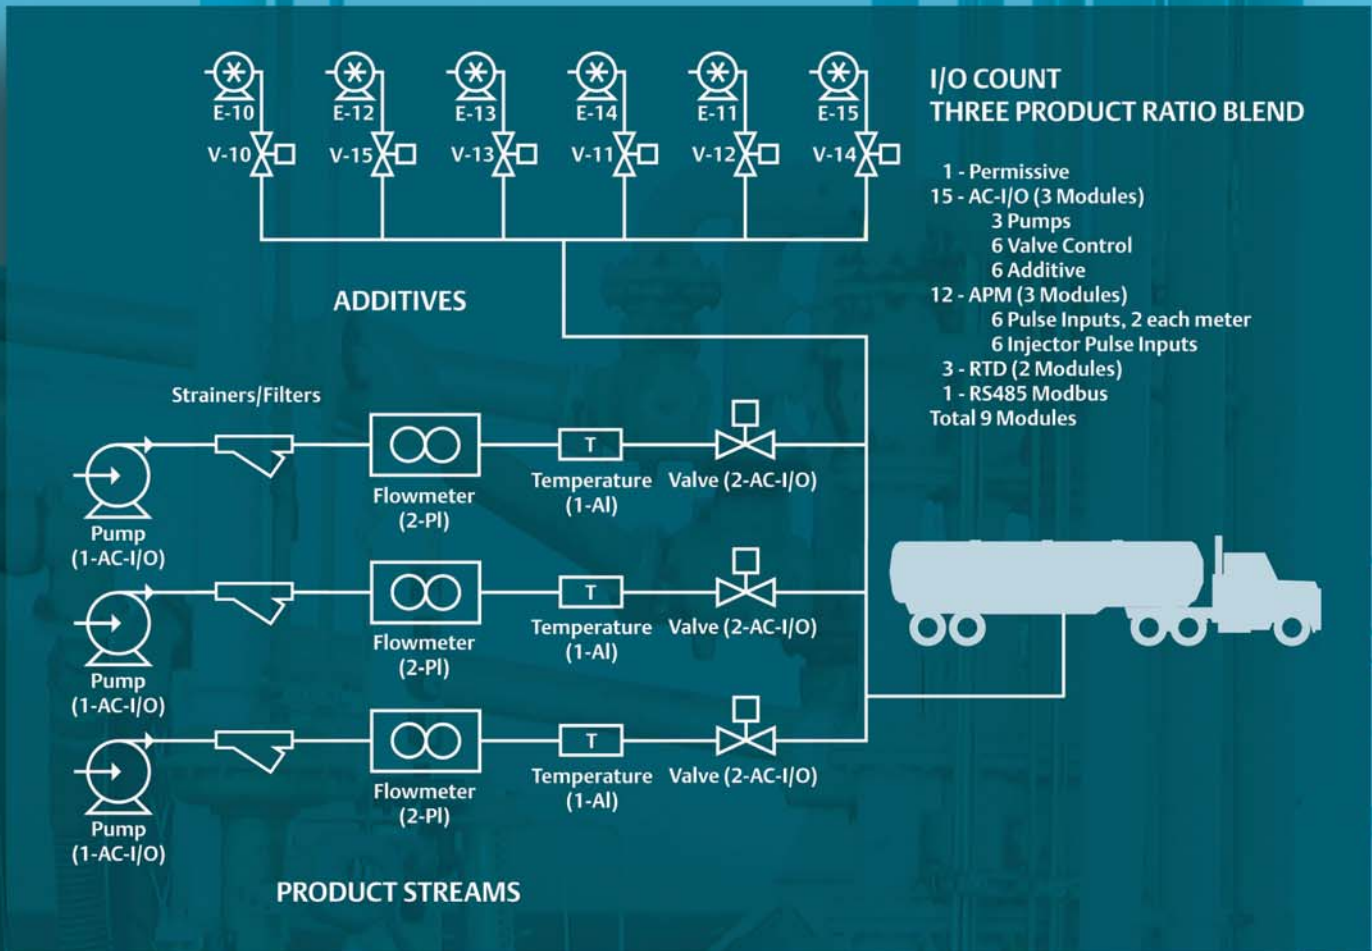 E-10 E-12 E-13 E-14 E-11 E-15
V-10 V-15 V-13 V-11 V-12 V-14
ADDITIVES
I/O COUNT
THREE PRODUCT RATIO BLEND
1 - Permissive
15 - AC-I/O (3 Modules)
3 Pumps
6 Valve Control
6 Additive
12 - APM (3 Modules)
6 Pulse Inputs, 2 each meter
6 Injector Pulse Inputs
3 - RTD (2 Modules)
1 - RS485 Modbus
Total 9 Modules
Strainers/Filters
Pump
(1-AC-I/O)
Flowmeter
(2-PI)
T
Temperature
(1-AI)
Valve (2-AC-I/O)
Pump
(1-AC-I/O)
Flowmeter
(2-PI)
T
Temperature
(1-AI)
Valve (2-AC-I/O)
Pump
(1-AC-I/O)
Flowmeter
(2-PI)
T
Temperature
(1-AI)
Valve (2-AC-I/O)
PRODUCT STREAMS